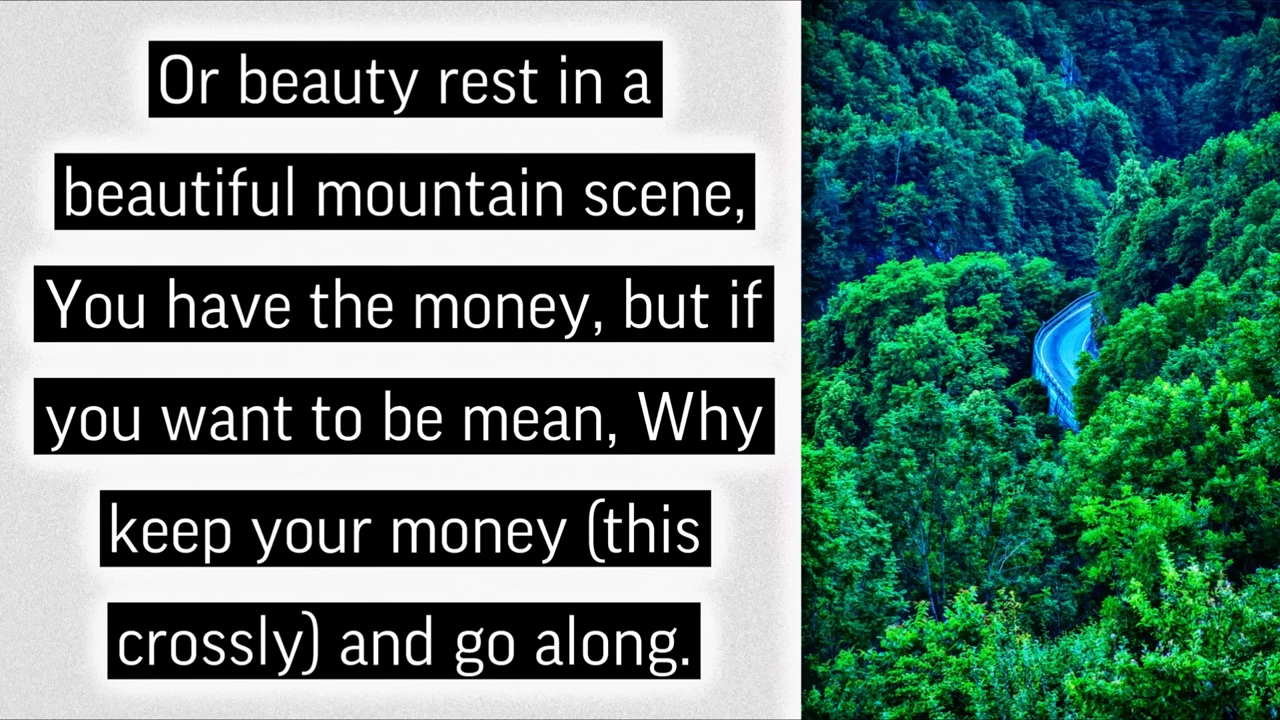 Or beauty rest in a
beautiful mountain scene,
You have the money, but if
you want to be mean, Why
keep your money (this
crossly) and go along.